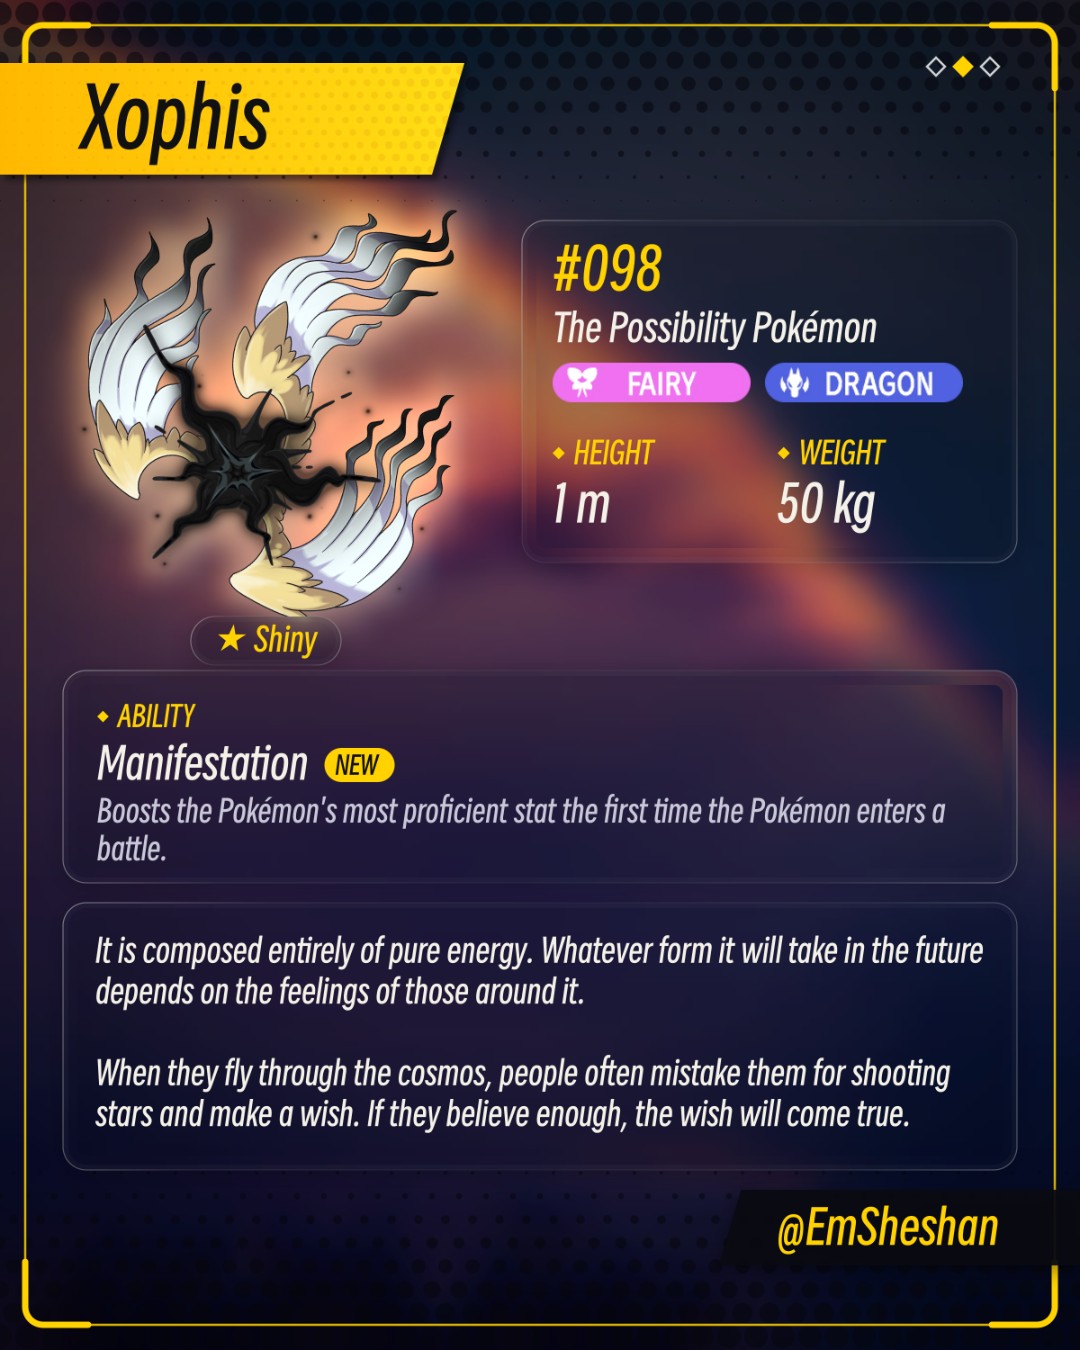 Xophis
#098
The Possibility Pokémon
FAIRY
DRAGON
HEIGHT
WEIGHT
1 m
50 kg
Shiny
ABILITY
Manifestation NEW
Boosts the Pokémon's most proficient stat the first time the Pokémon enters a
battle.
It is composed entirely of pure energy. Whatever form it will take in the future
depends on the feelings of those around it.
When they fly through the cosmos, people often mistake them for shooting
stars and make a wish. If they believe enough, the wish will come true.
@EmSheshan